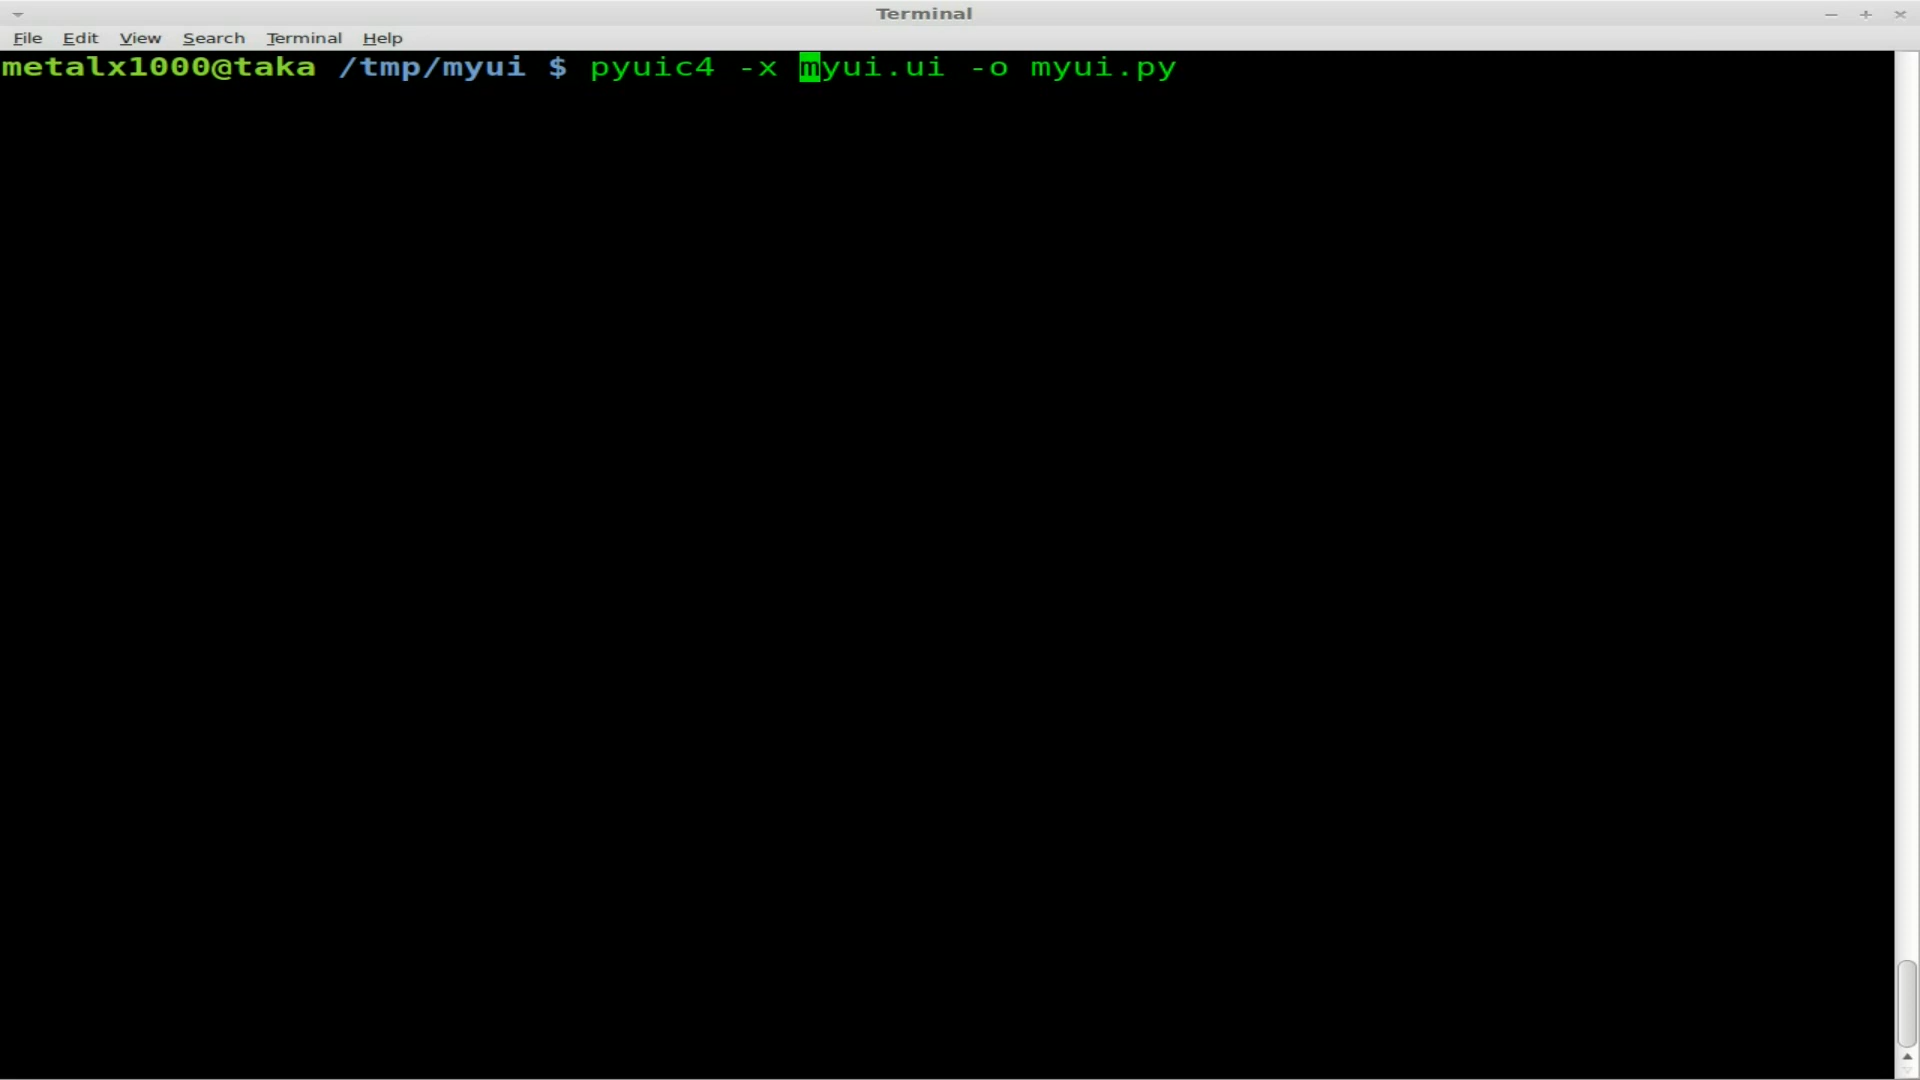 Terminal
File Edit View Search Terminal Help
metalx1000@taka /tmp/myui $ pyuic4 -x myui.ui -o myui.py